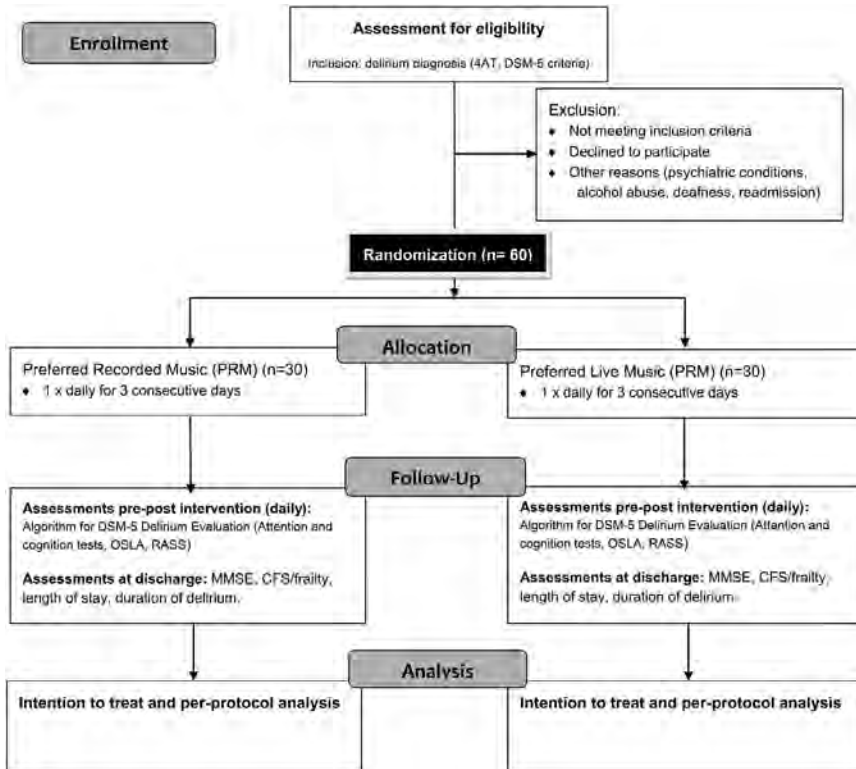 Enrollment
Assessment for eligibility
Inclusion: delirium diagnosis (4AT, DSM-5 criteria)
Exclusion:
♦ Not meeting inclusion criteria
♦ Declined to participate
♦ Other reasons (psychiatric conditions,
alcohol abuse, deafness, readmission)
Randomization (n= 60)
Allocation
Preferred Recorded Music (PRM) (n=30)
♦ 1 x daily for 3 consecutive days
Preferred Live Music (PRM) (n=30)
♦ 1 x daily for 3 consecutive days
Follow-Up
Assessments pre-post intervention (daily):
Algorithm for DSM-5 Delirium Evaluation (Attention and
cognition tests, OSLA, RASS)
Assessments at discharge: MMSE, CFS/frailty,
length of stay, duration of delirium.
Assessments pre-post intervention (daily):
Algorithm for DSM-5 Delirium Evaluation (Attention and
cognition tests, OSLA, RASS)
Assessments at discharge: MMSE, CFS/frailty,
length of stay, duration of delirium.
Analysis
Intention to treat and per-protocol analysis
Intention to treat and per-protocol analysis